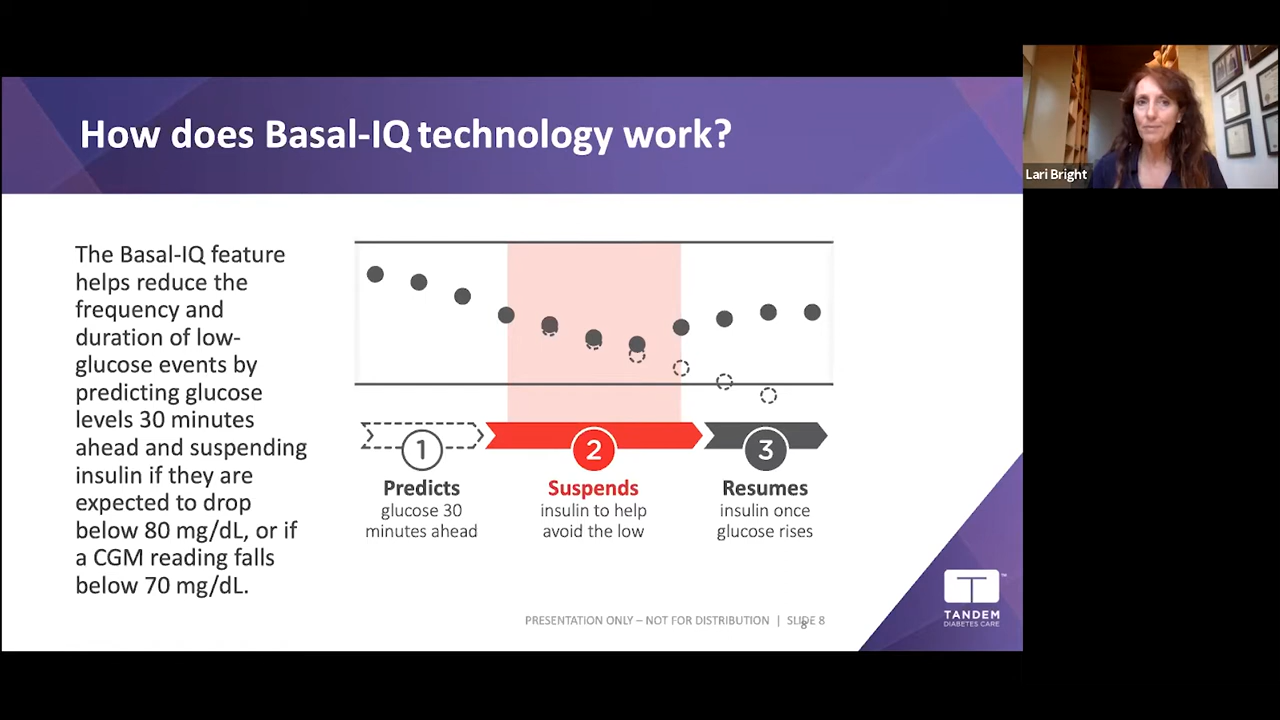 How does Basal-IQ technology work?
Lari Bright
The Basal-IQ feature
helps reduce the
frequency and
duration of low-
glucose events by
predicting glucose
levels 30 minutes
ahead and suspending
insulin if they are
expected to drop
below 80 mg/dL, or if
a CGM reading falls
below 70 mg/dL.
1
Predicts
glucose 30
minutes ahead
2
Suspends
insulin to help
avoid the low
3
Resumes
insulin once
glucose rises
PRESENTATION ONLY – NOT FOR DISTRIBUTION | SLIDE 8
8
T
TANDEM
DIABETES CARE
™